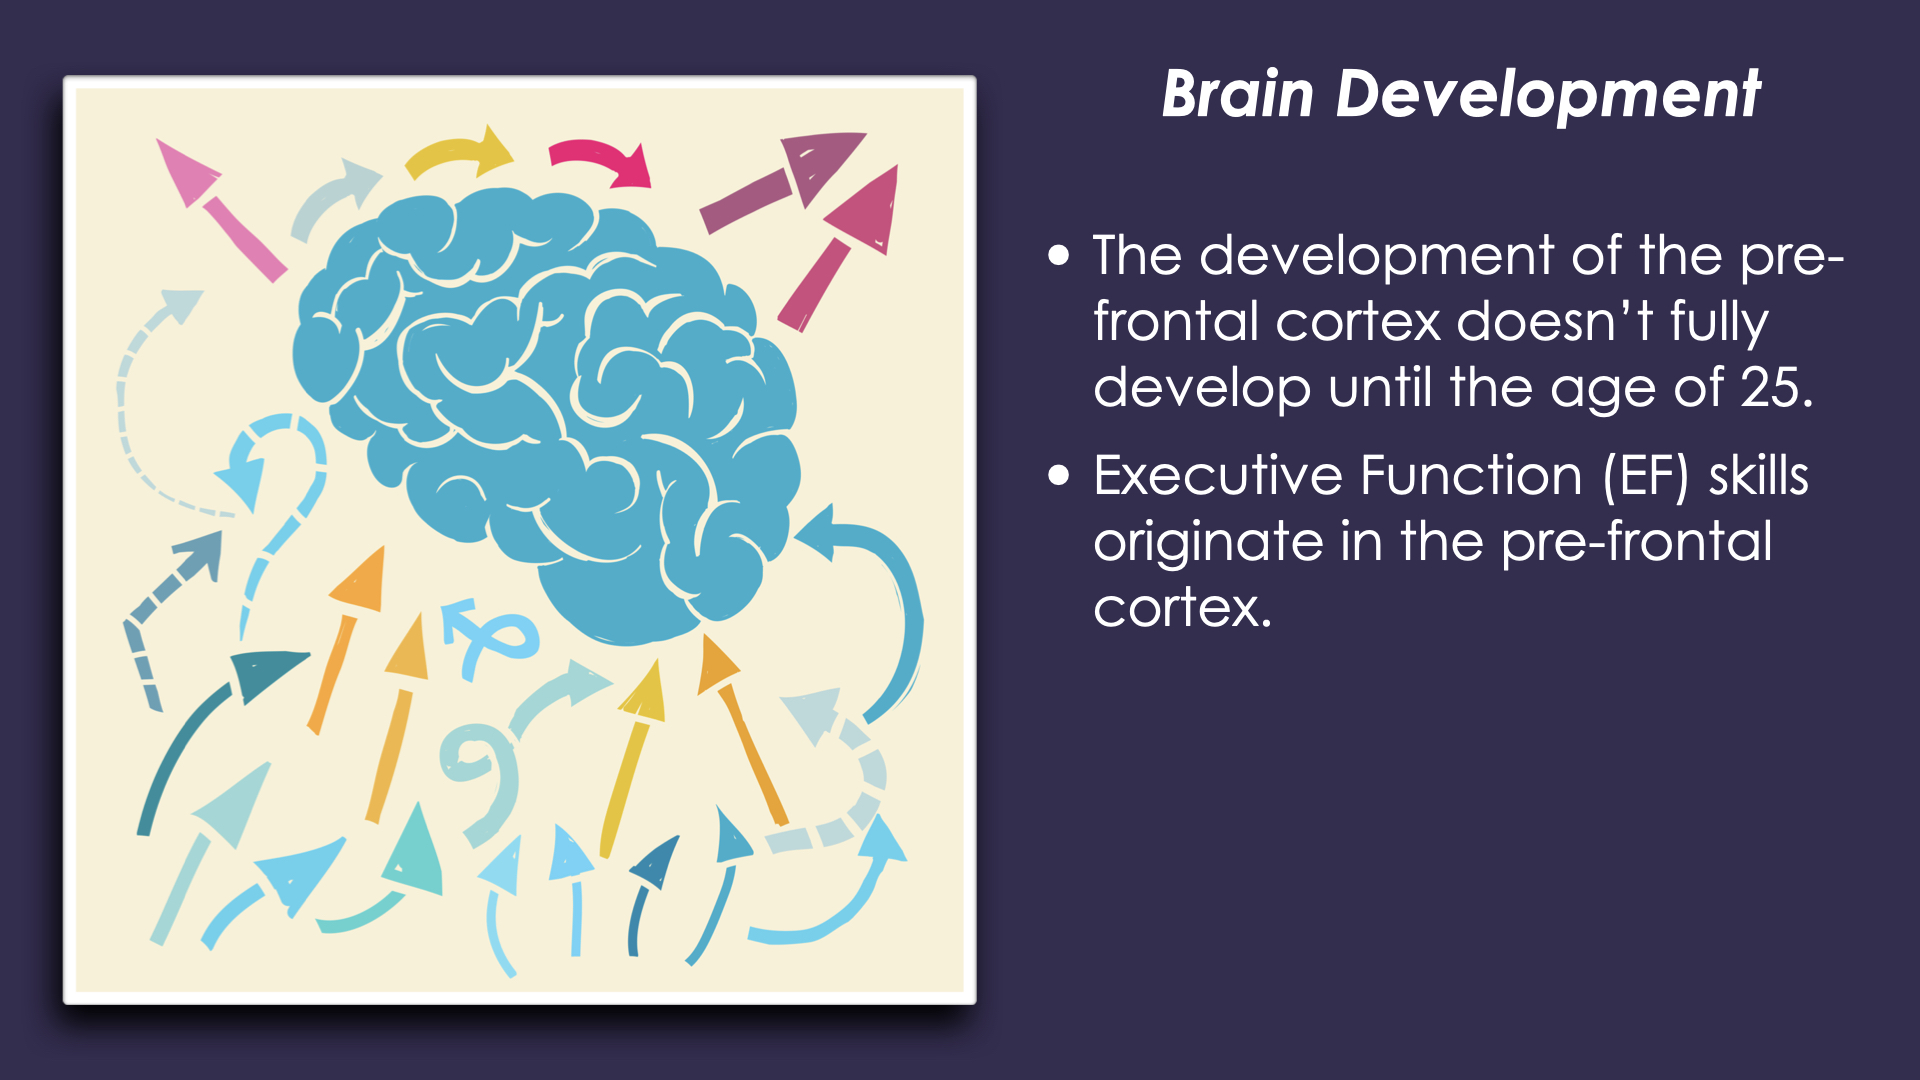 Brain Development
• The development of the pre-
frontal cortex doesn’t fully
develop until the age of 25.
• Executive Function (EF) skills
originate in the pre-frontal
cortex.